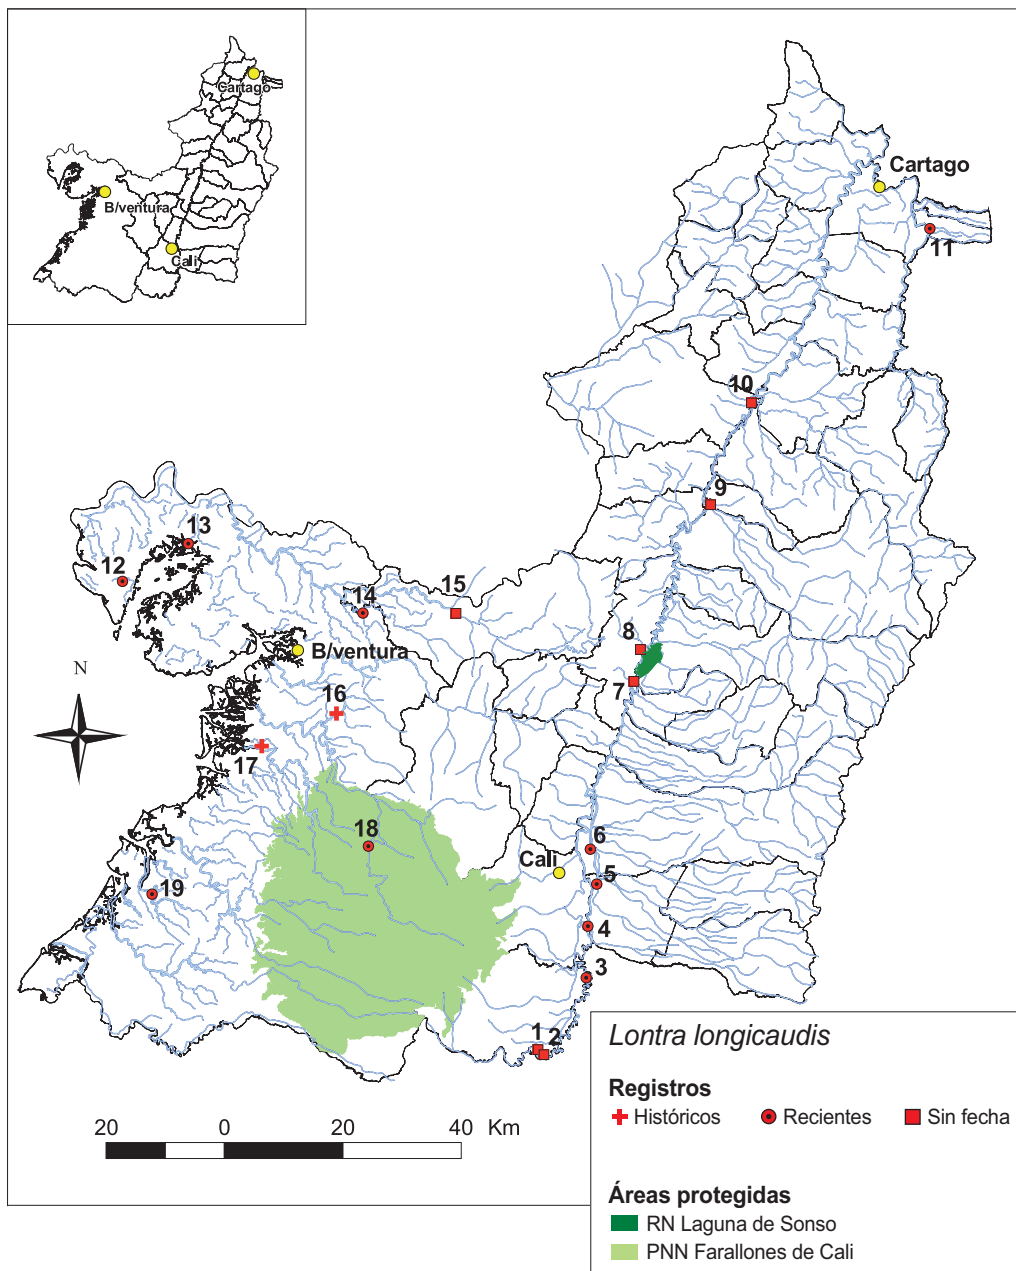 Cartago
B/ventura
Cali
Cartago
11
10
9
13
12
14
15
8
B/ventura
7
N
16
17
18
6
Cali
5
19
4
3
1
2
Lontra longicaudis
Registros
Históricos
Recientes
Sin fecha
20
0
20
40
Km
Áreas protegidas
RN Laguna de Sonso
PNN Farallones de Cali